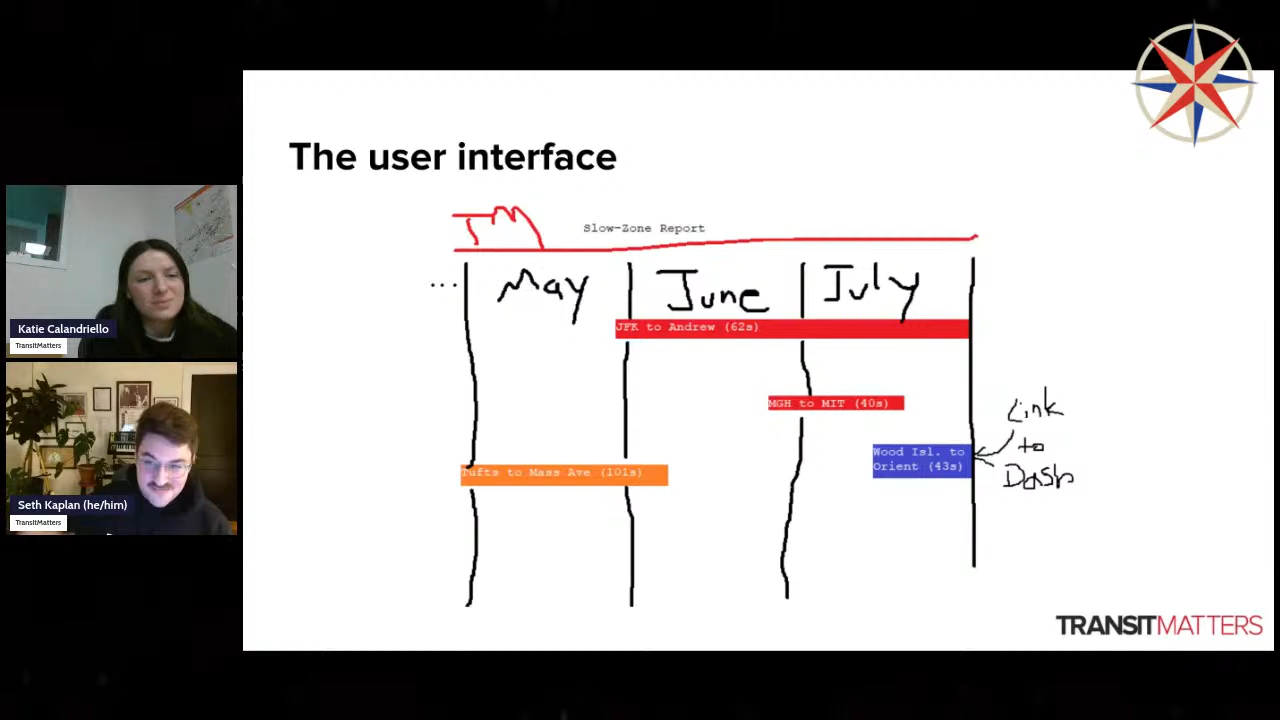 The user interface
TM
Slow-Zone Report
...
May
June
July
JFK to Andrew (62s)
MGH to MIT (40s)
Link
to
Dash
Wood Isl. to
Orient (43s)
Tufts to Mass Ave (101s)
Katie Calandriello
TransitMatters
Seth Kaplan (he/him)
TransitMatters
TRANSITMATTERS